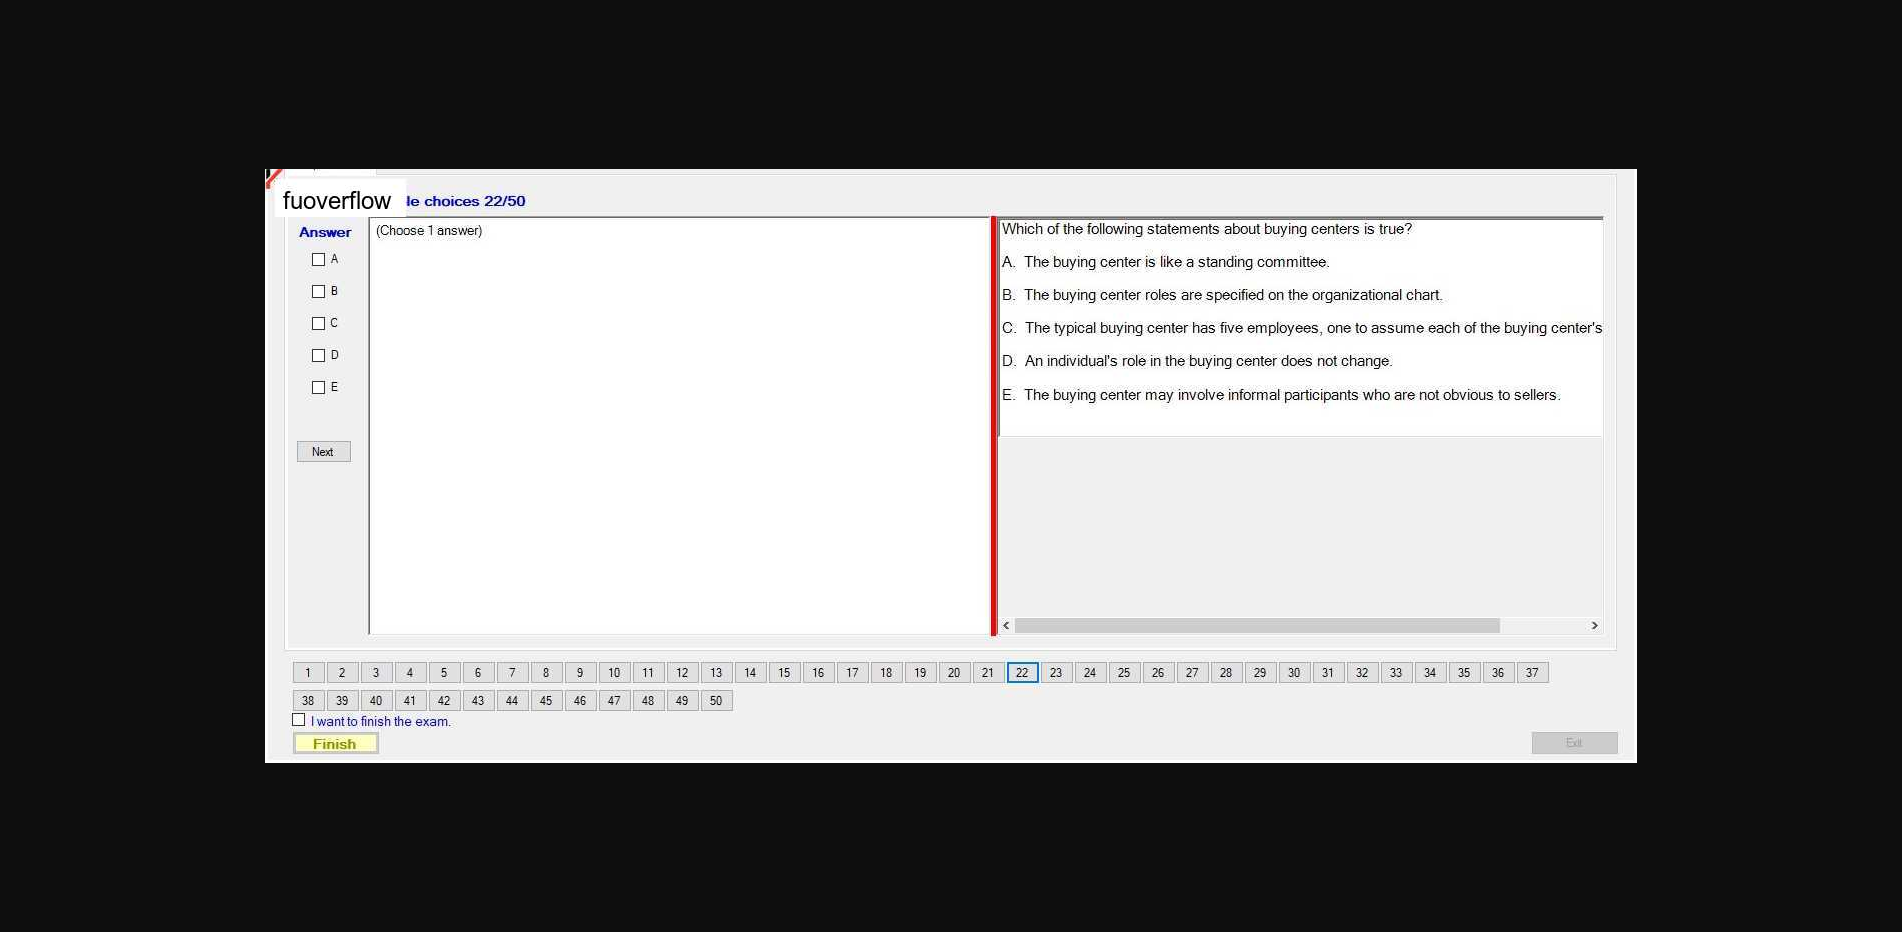 fuoverflow
le choices 22/50
Answer
(Choose 1 answer)
A
B
C
D
E
Next
Which of the following statements about buying centers is true?
A. The buying center is like a standing committee.
B. The buying center roles are specified on the organizational chart.
C. The typical buying center has five employees, one to assume each of the buying center's
D. An individual's role in the buying center does not change.
E. The buying center may involve informal participants who are not obvious to sellers.
1 2 3 4 5 6 7 8 9 10 11 12 13 14 15 16 17 18 19 20 21 22 23 24 25 26 27 28 29 30 31 32 33 34 35 36 37
38 39 40 41 42 43 44 45 46 47 48 49 50
I want to finish the exam.
Finish
Exit